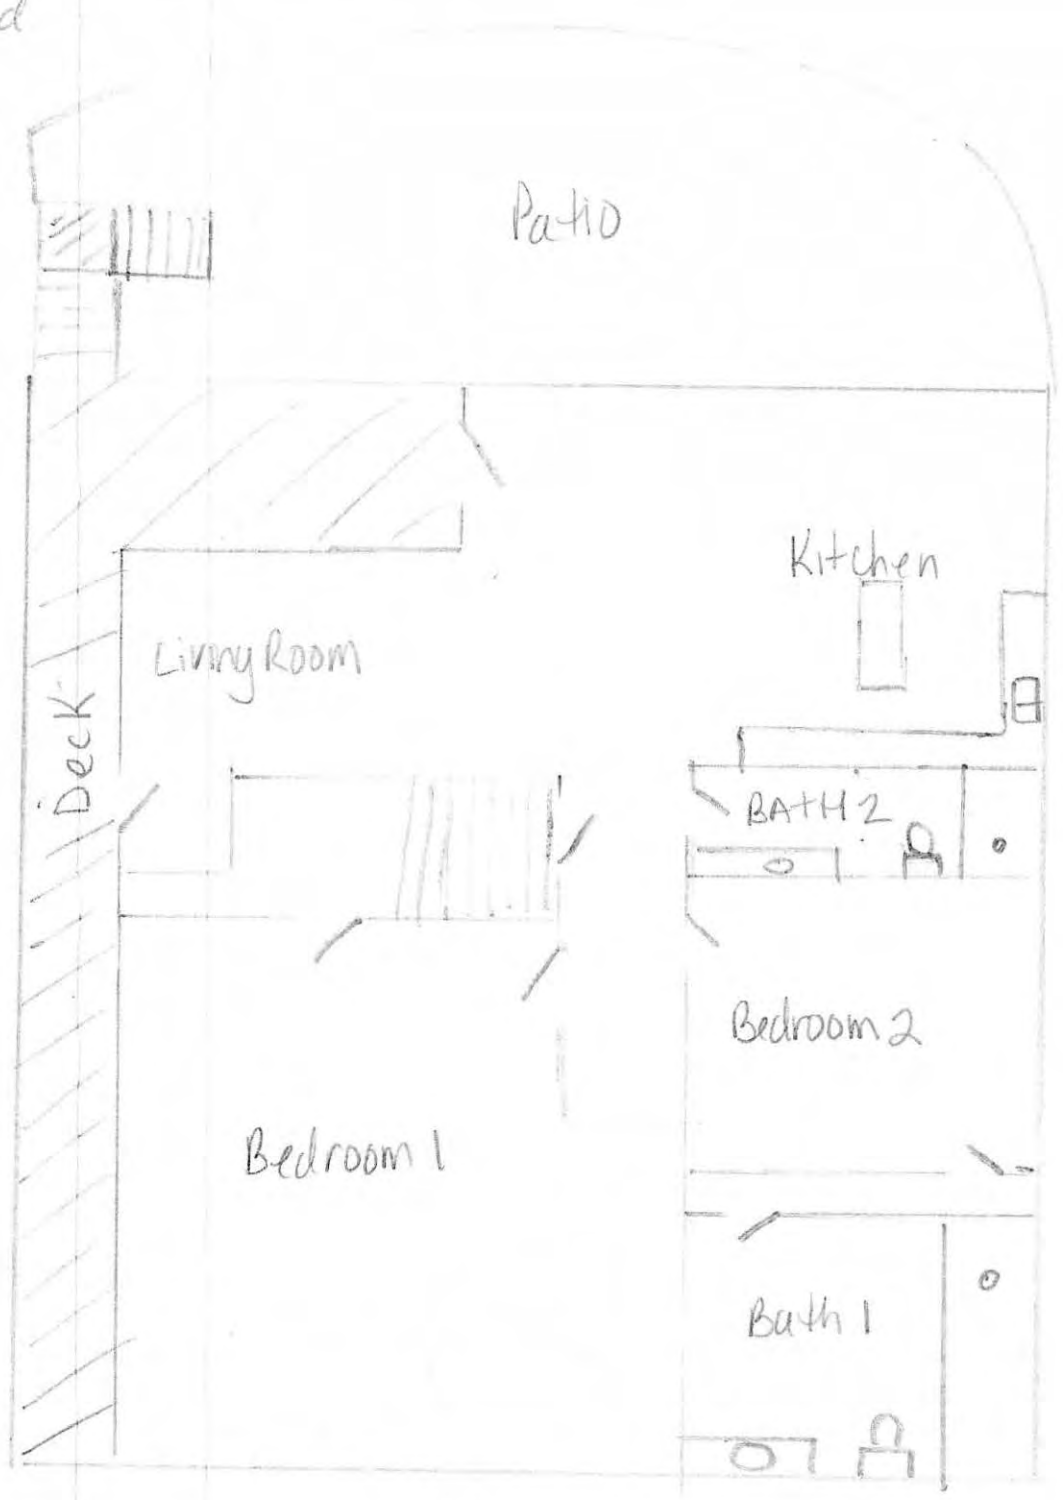 d
Patio
Kitchen
Living Room
Deck
BATH 2
Bedroom 2
Bedroom 1
Bath 1